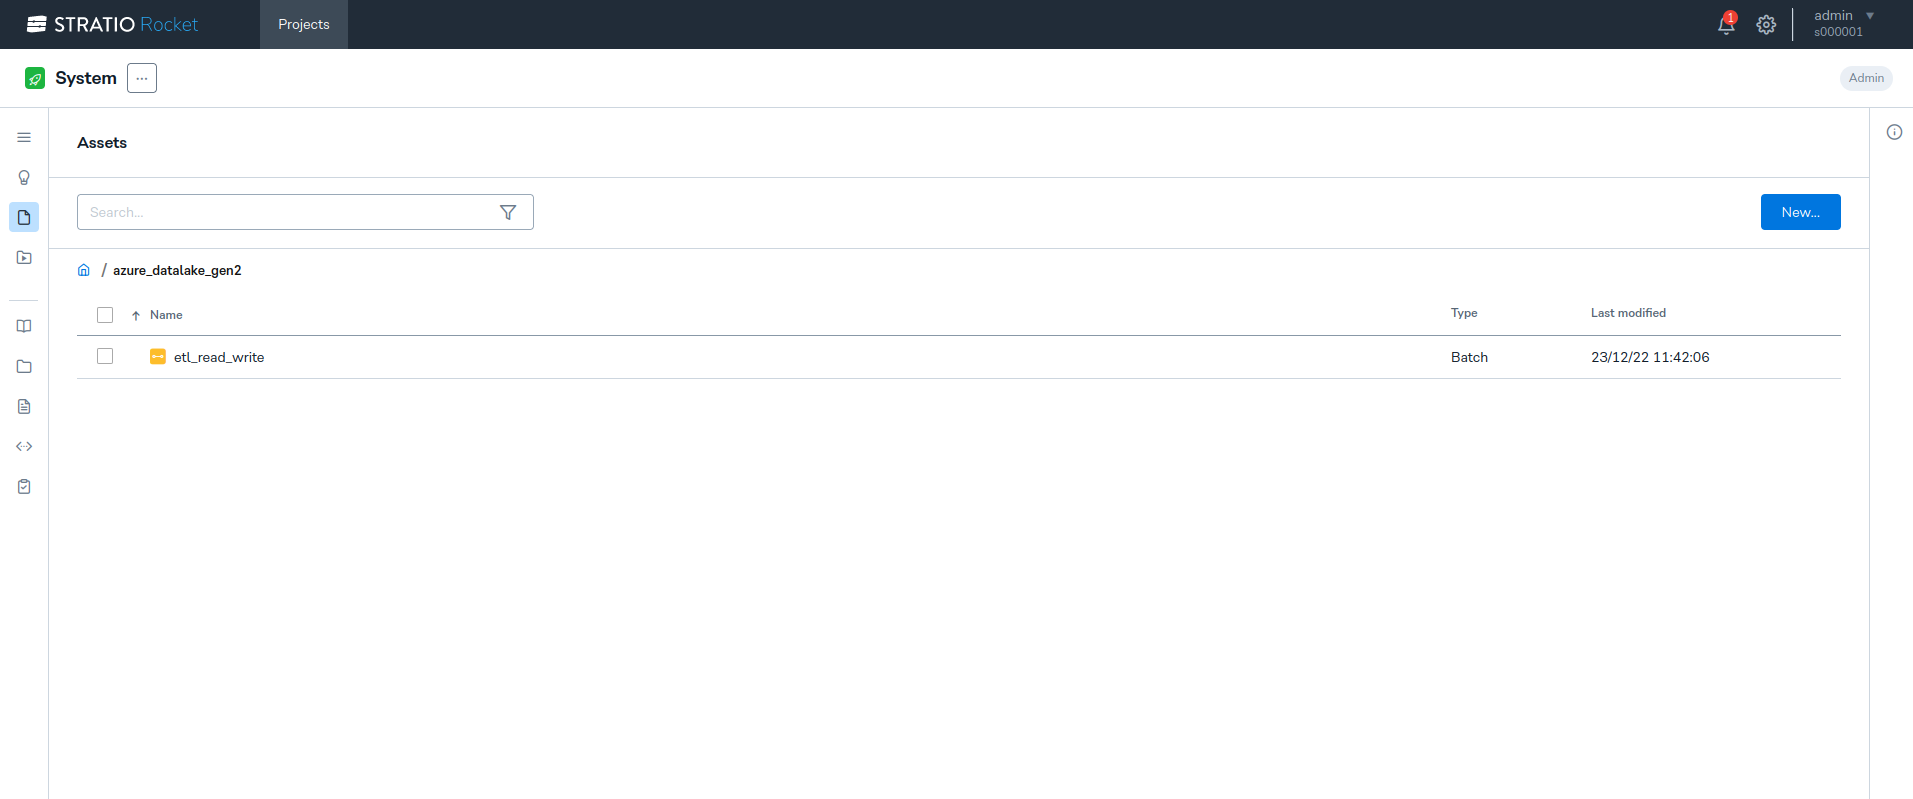 STRATIO Rocket
Projects
1
admin
s000001
System
...
Admin
Assets
Search...
New...
/ azure_datalake_gen2
Name
Type
Last modified
etl_read_write
Batch
23/12/22 11:42:06